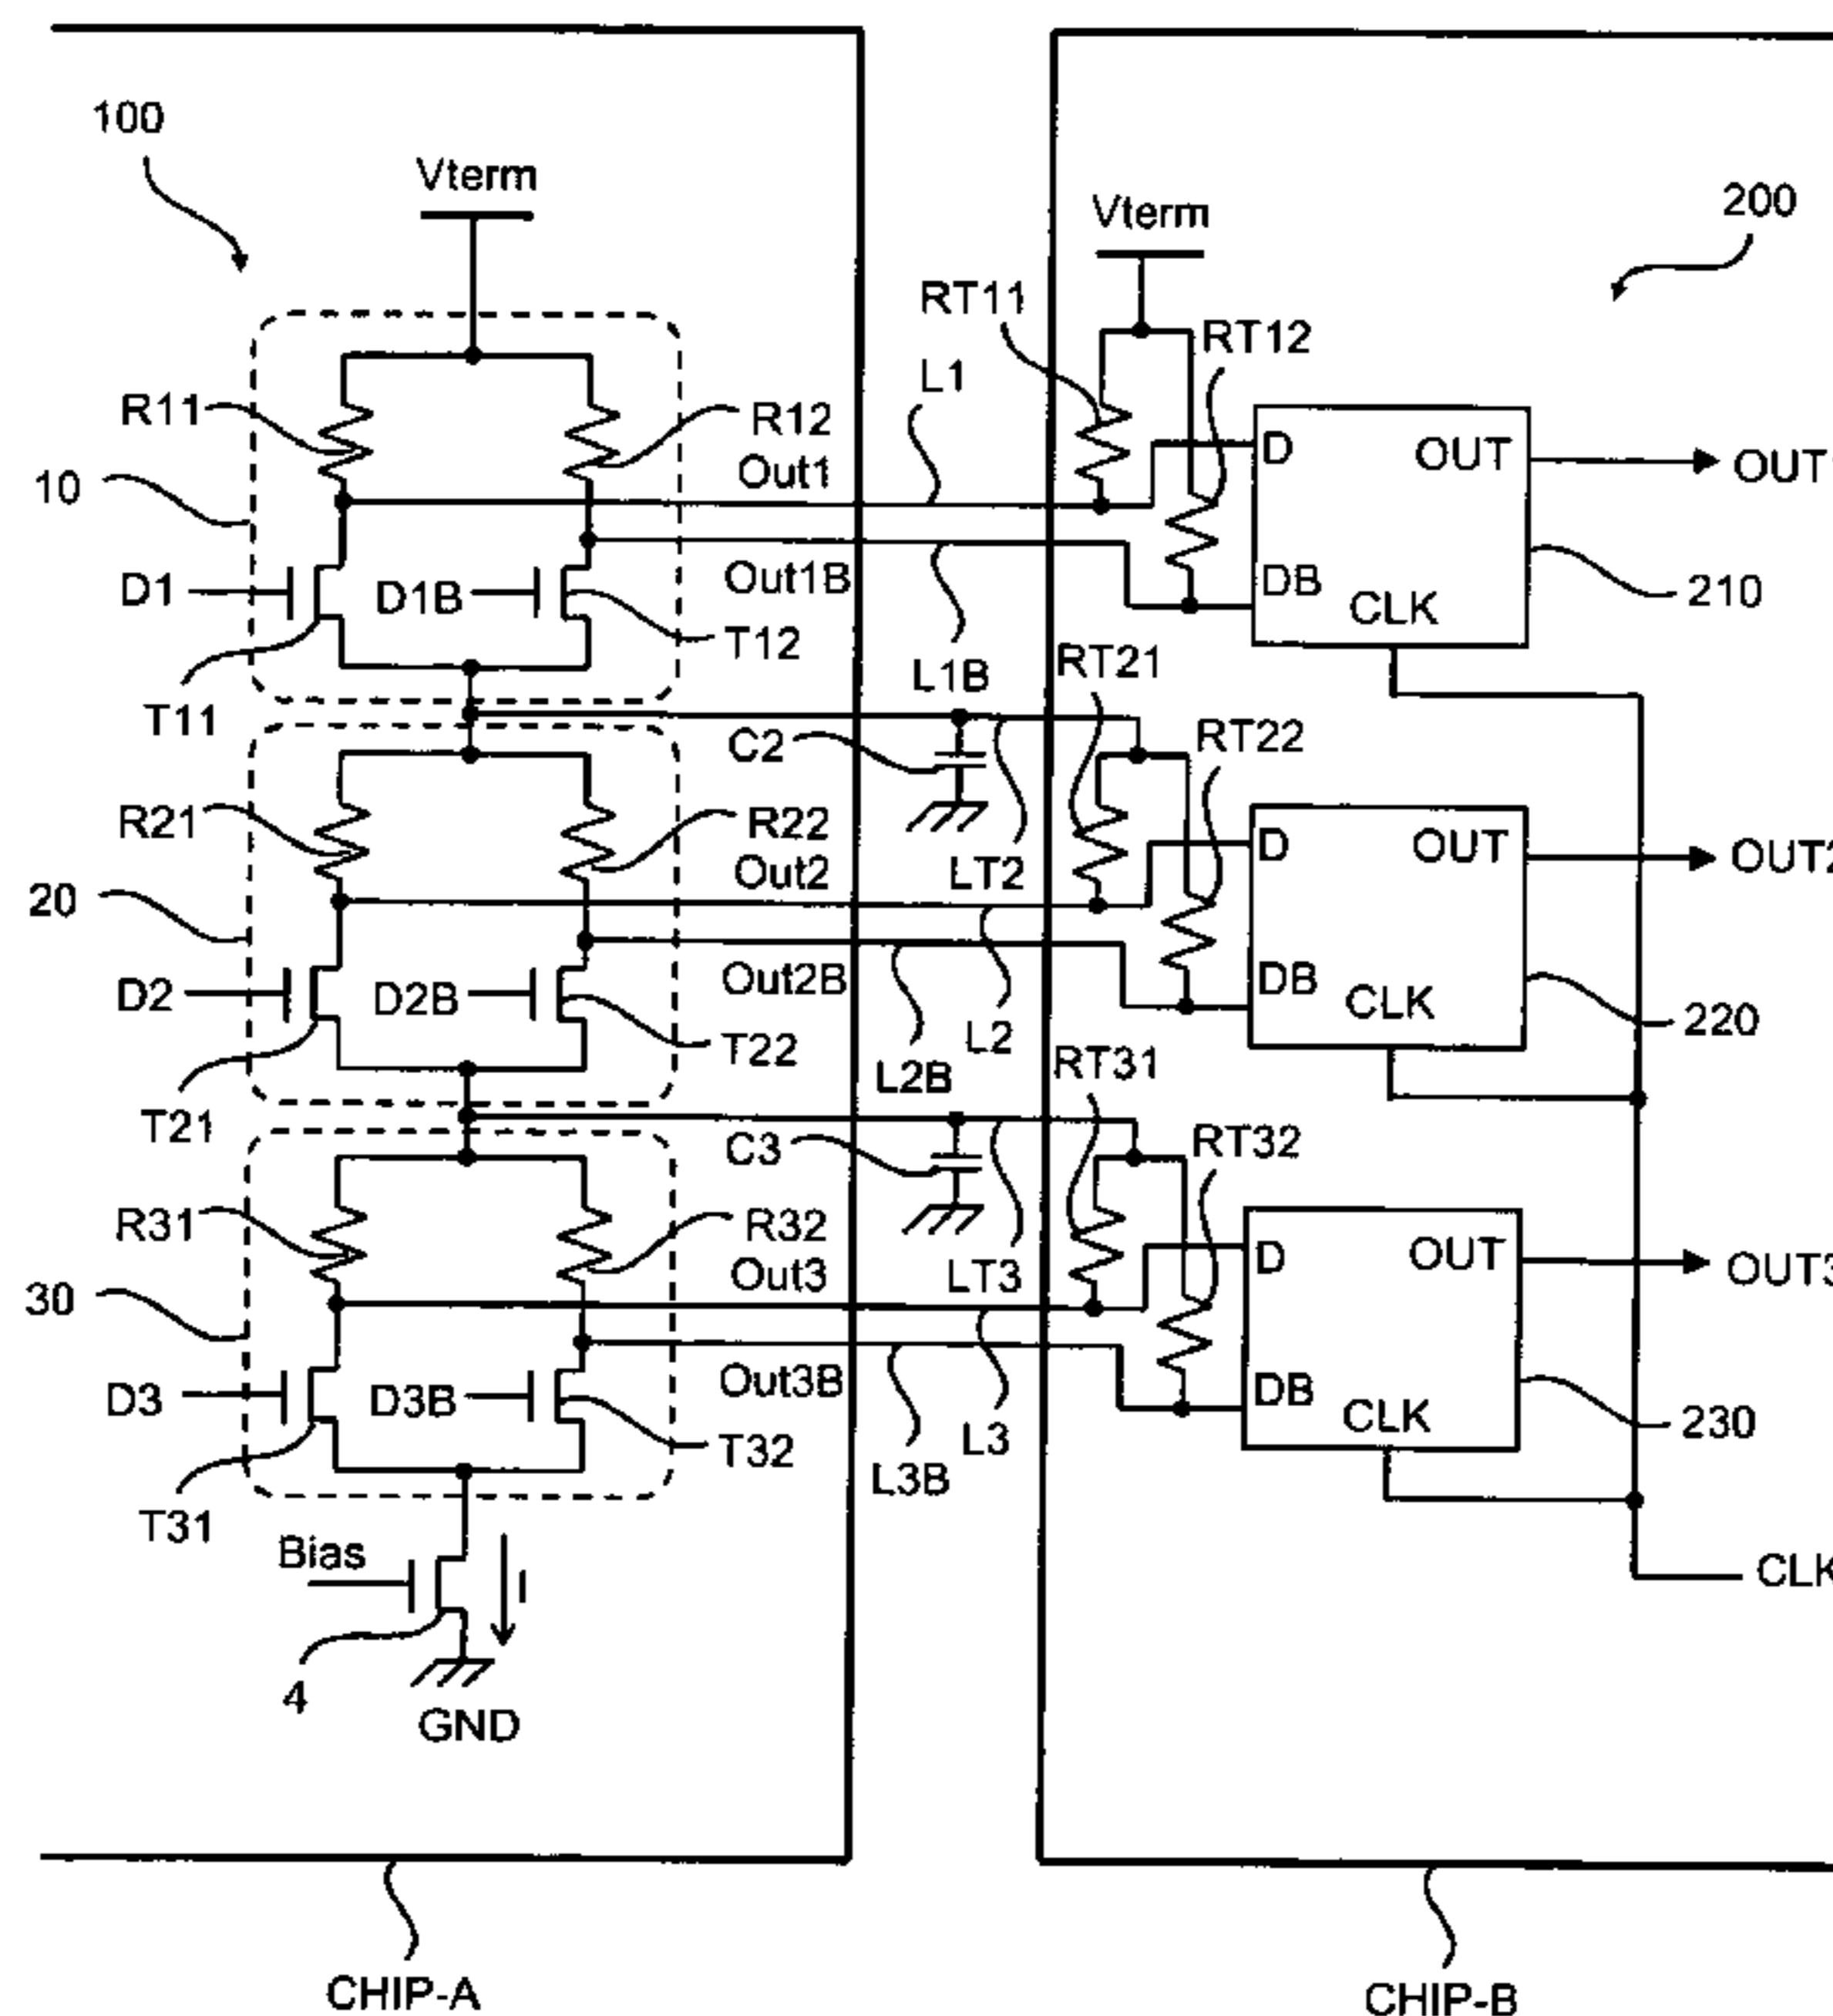 100
Vterm
Vterm
200
RT11
RT12
L1
R11
R12
Out1
D
OUT
OUT
10
D1
D1B
Out1B
DB
CLK
210
T12
T11
L1B
RT21
C2
RT22
R21
R22
Out2
LT2
D
OUT
OUT2
20
D2
D2B
Out2B
DB
CLK
220
T22
L2
T21
L2B
RT31
C3
RT32
R31
R32
Out3
LT3
D
OUT
OUT3
30
D3
D3B
Out3B
DB
CLK
230
T32
L3
T31
L3B
Bias
I
CLK
4
GND
CHIP-A
CHIP-B